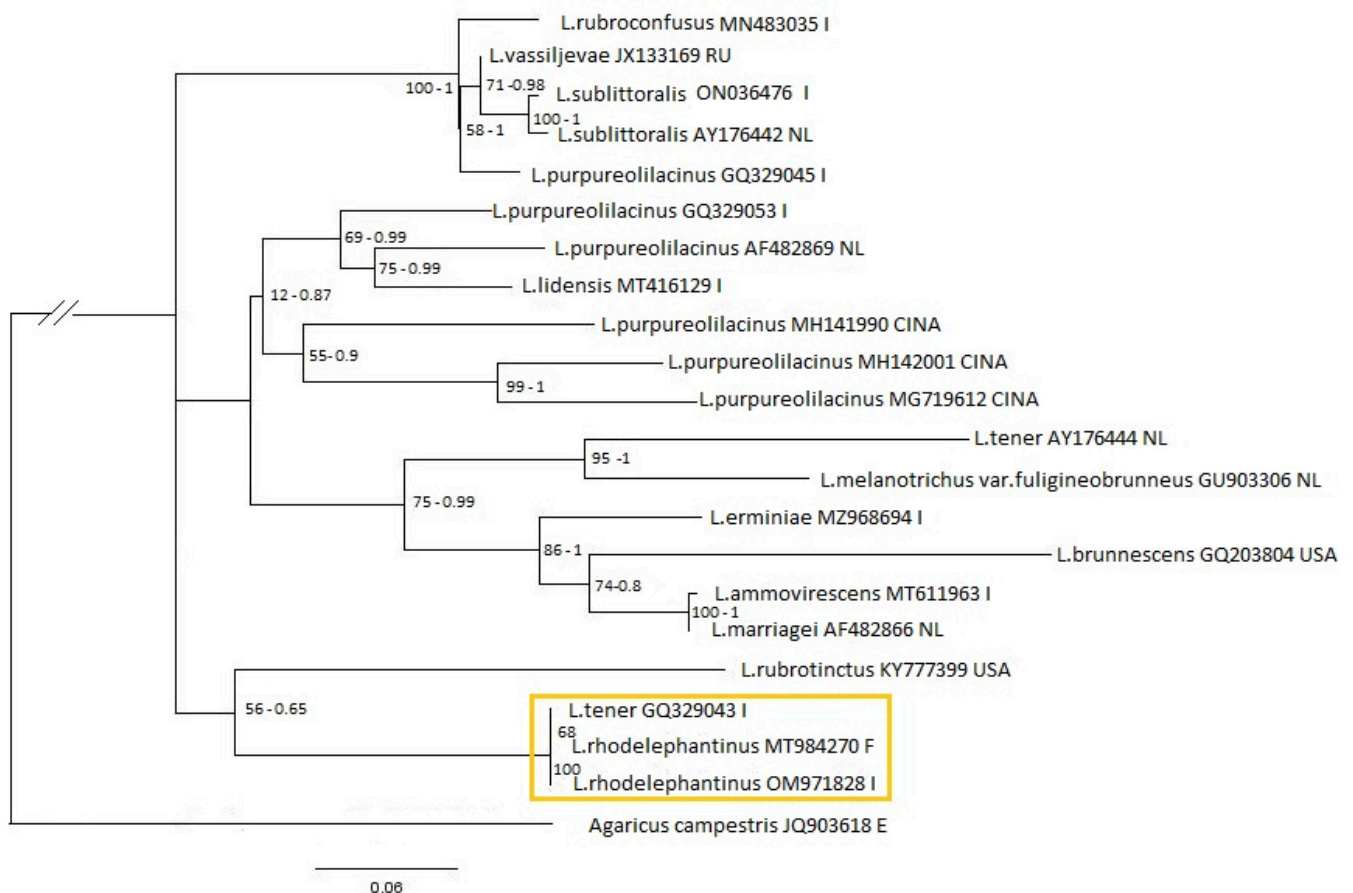 L.rubroconfusus MN483035 I
L.vassiljevae JX133169 RU
100 - 1
71-0.98
L.sublittoralis ON036476 I
100-1
58 - 1
L.sublittoralis AY176442 NL
L.purpureolilacinus GQ329045 I
L.purpureolilacinus GQ329053 I
69 - 0.99
L.purpureolilacinus AF482869 NL
75 - 0.99
L.lidensis MT416129 I
12 - 0.87
L.purpureolilacinus MH141990 CINA
55- 0.9
L.purpureolilacinus MH142001 CINA
99 - 1
L.purpureolilacinus MG719612 CINA
L.tener AY176444 NL
95 -1
L.melanotrichus var.fuligineobrunneus GU903306 NL
75 - 0.99
L.erminiae MZ968694 I
86 - 1
L.brunnescens GQ203804 USA
74-0.8
L.ammovirescens MT611963 I
100 - 1
L.marriagei AF482866 NL
L.rubrotinctus KY777399 USA
56 - 0.65
L.tener GQ329043 I
68
L.rhodelephantinus MT984270 F
100
L.rhodelephantinus OM971828 I
Agaricus campestris JQ903618 E
0.06